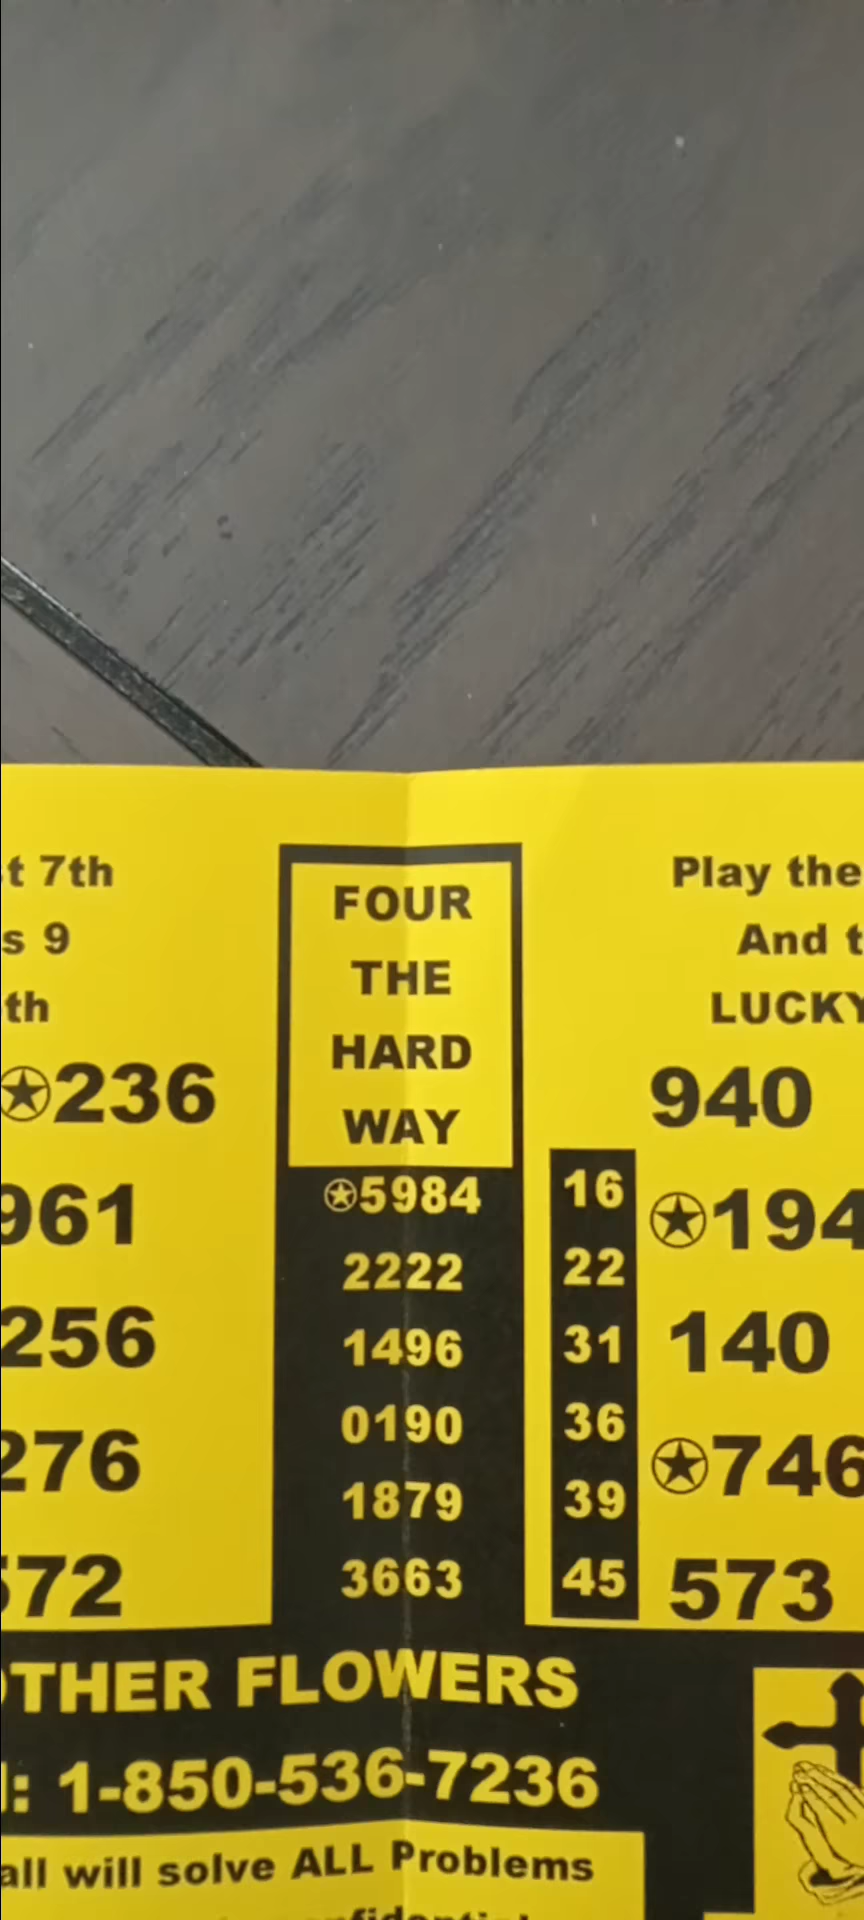 t 7th
s 9
th
✪236
961
256
276
572
FOUR
THE
HARD
WAY
✪5984
2222
1496
0190
1879
3663
16
22
31
36
39
45
Play the
And t
LUCKY
940
✪194
140
✪746
573
OTHER FLOWERS
l: 1-850-536-7236
all will solve ALL Problems